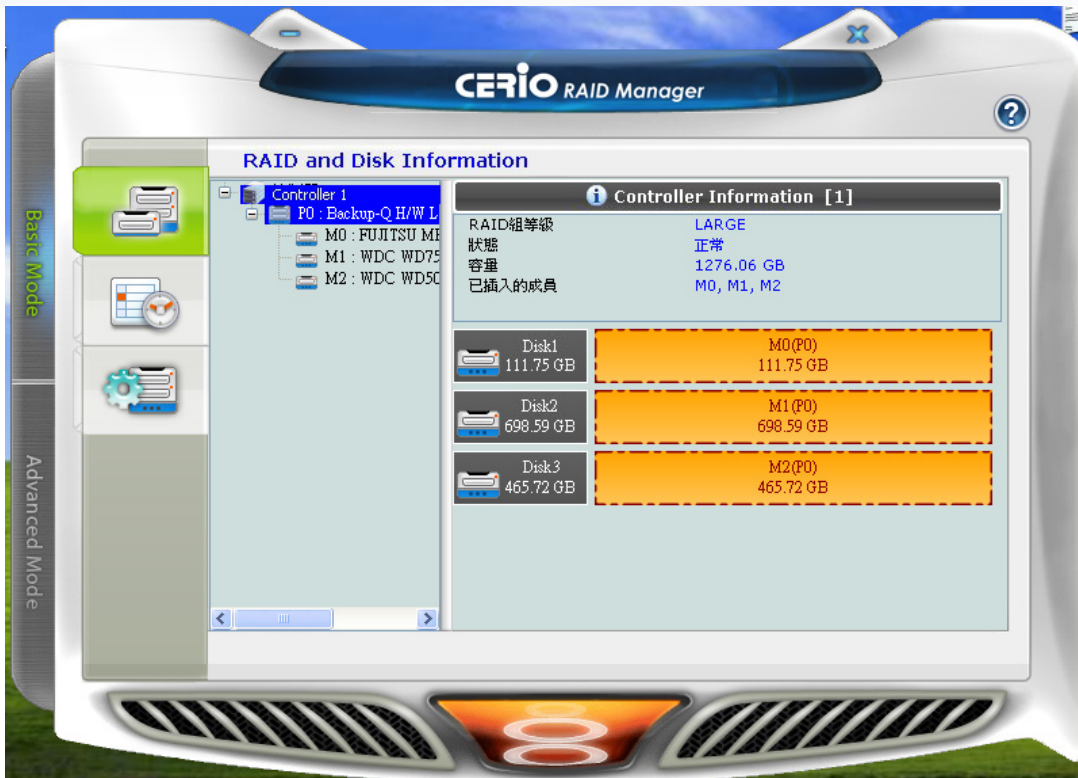 CERIO RAID Manager
?
Basic Mode
Advanced Mode
RAID and Disk Information
Controller 1
P0 : Backup-Q H/W L
M0 : FUJITSU
M1 : WDC WD75
M2 : WDC WD50
Controller Information [1]
RAID組等級 LARGE
狀態 正常
容量 1276.06 GB
已插入的成員 M0, M1, M2
Disk1
111.75 GB
M0(P0)
111.75 GB
Disk2
698.59 GB
M1(P0)
698.59 GB
Disk3
465.72 GB
M2(P0)
465.72 GB